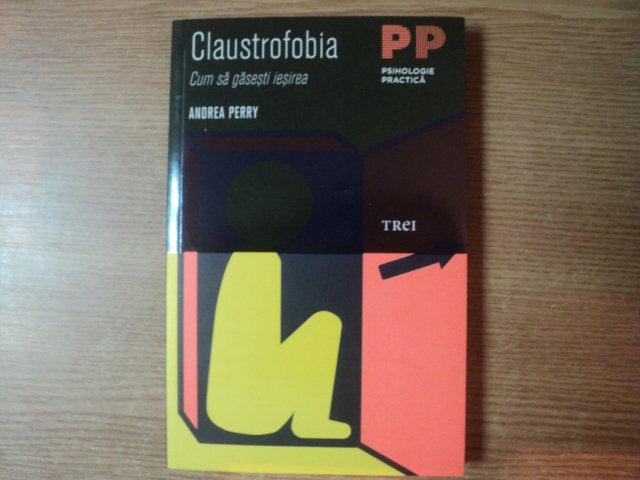 Claustrofobia
Cum să găsești ieșirea
ANDREA PERRY
PP
PSIHOLOGIE
PRACTICĂ
TREI